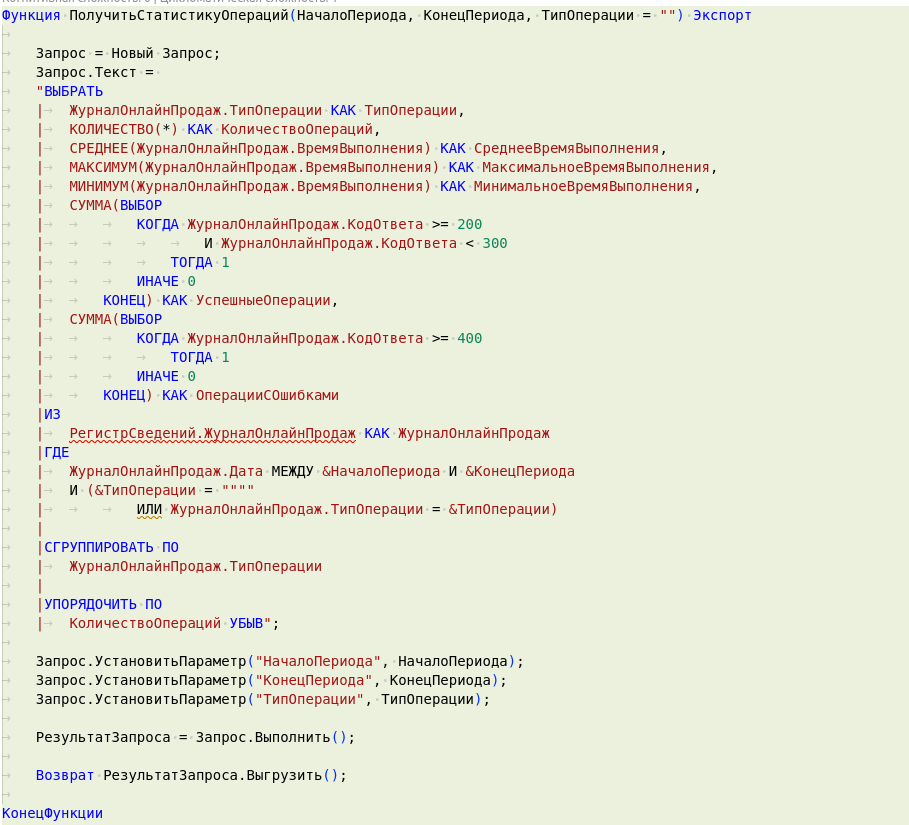 Функция ПолучитьСтатистикуОпераций(НачалоПериода, КонецПериода, ТипОперации = "") Экспорт
Запрос = Новый Запрос;
Запрос.Текст =
"ВЫБРАТЬ
| ЖурналОнлайнПродаж.ТипОперации КАК ТипОперации,
| КОЛИЧЕСТВО(*) КАК КоличествоОпераций,
| СРЕДНЕЕ(ЖурналОнлайнПродаж.ВремяВыполнения) КАК СреднееВремяВыполнения,
| МАКСИМУМ(ЖурналОнлайнПродаж.ВремяВыполнения) КАК МаксимальноеВремяВыполнения,
| МИНИМУМ(ЖурналОнлайнПродаж.ВремяВыполнения) КАК МинимальноеВремяВыполнения,
| СУММА(ВЫБОР
| КОГДА ЖурналОнлайнПродаж.КодОтвета >= 200
| И ЖурналОнлайнПродаж.КодОтвета < 300
| ТОГДА 1
| ИНАЧЕ 0
| КОНЕЦ) КАК УспешныеОперации,
| СУММА(ВЫБОР
| КОГДА ЖурналОнлайнПродаж.КодОтвета >= 400
| ТОГДА 1
| ИНАЧЕ 0
| КОНЕЦ) КАК ОперацииСОшибками
|ИЗ
| РегистрСведений.ЖурналОнлайнПродаж КАК ЖурналОнлайнПродаж
|ГДЕ
| ЖурналОнлайнПродаж.Дата МЕЖДУ &НачалоПериода И &КонецПериода
| И (&ТипОперации = """"
| ИЛИ ЖурналОнлайнПродаж.ТипОперации = &ТипОперации)
|
|СГРУППИРОВАТЬ ПО
| ЖурналОнлайнПродаж.ТипОперации
|
|УПОРЯДОЧИТЬ ПО
| КоличествоОпераций УБЫВ";
Запрос.УстановитьПараметр("НачалоПериода", НачалоПериода);
Запрос.УстановитьПараметр("КонецПериода", КонецПериода);
Запрос.УстановитьПараметр("ТипОперации", ТипОперации);
РезультатЗапроса = Запрос.Выполнить();
Возврат РезультатЗапроса.Выгрузить();
КонецФункции